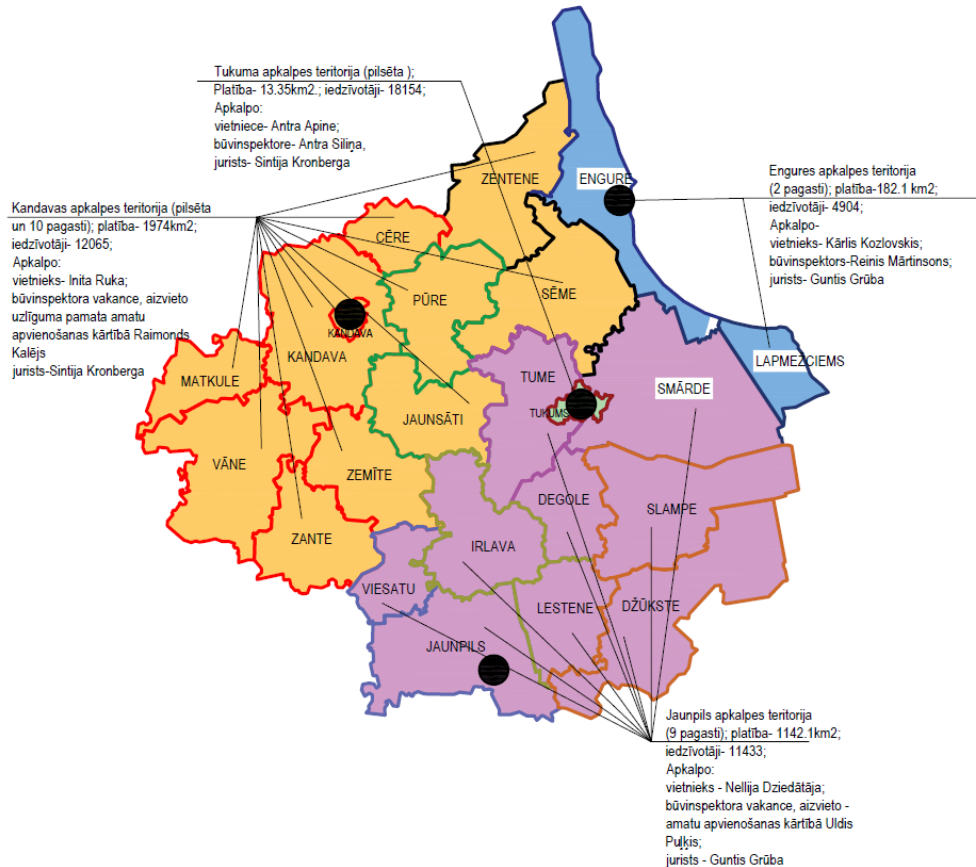 Tukuma apkalpes teritorija (pilsēta );
Platība- 13.35km2.; iedzīvotāji- 18154;
Apkalpo:
vietniece- Antra Apine;
būvinspektore- Antra Siliņa,
jurists- Sintija Kronberga
Engures apkalpes teritorija
(2 pagasti); platība-182.1 km2;
iedzīvotāji- 4904;
Apkalpo-
vietnieks- Kārlis Kozlovskis;
būvinspektors-Reinis Mārtinsons;
jurists- Guntis Grūba
Kandavas apkalpes teritorija (pilsēta
un 10 pagasti); platība- 1974km2;
iedzīvotāji- 12065;
Apkalpo:
vietnieks- Inita Ruka;
būvinspektora vakance, aizvieto
uzlīguma pamata amatu
apvienošanas kārtībā Raimonds
Kalējs
jurists-Sintija Kronberga
ZENTENE
ENGURE
CĒRE
PŪRE
SĒME
KANDAVA
KANDAVA
MATKULE
TUME
LAPMEŽCIEMS
SMĀRDE
TUKUMS
JAUNSĀTI
VĀNE
ZEMĪTE
DEGOLE
SLAMPE
ZANTE
IRLAVA
VIESATU
LESTENE
DŽŪKSTE
JAUNPILS
Jaunpils apkalpes teritorija
(9 pagasti); platība- 1142.1km2;
iedzīvotāji- 11433;
Apkalpo:
vietnieks - Nellija Dziedātāja;
būvinspektora vakance, aizvieto -
amatu apvienošanas kārtībā Uldis
Puļķis;
jurists - Guntis Grūba